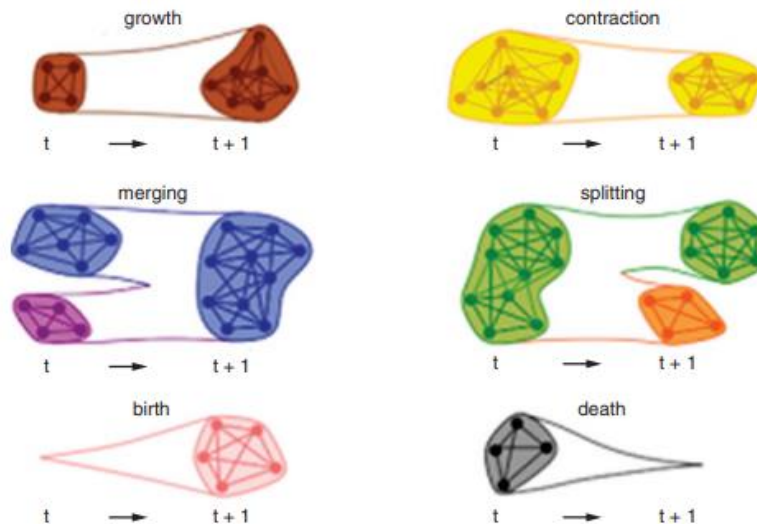 growth
contraction
t
t + 1
t
t + 1
merging
splitting
t
t + 1
t
t + 1
birth
death
t
t + 1
t
t + 1